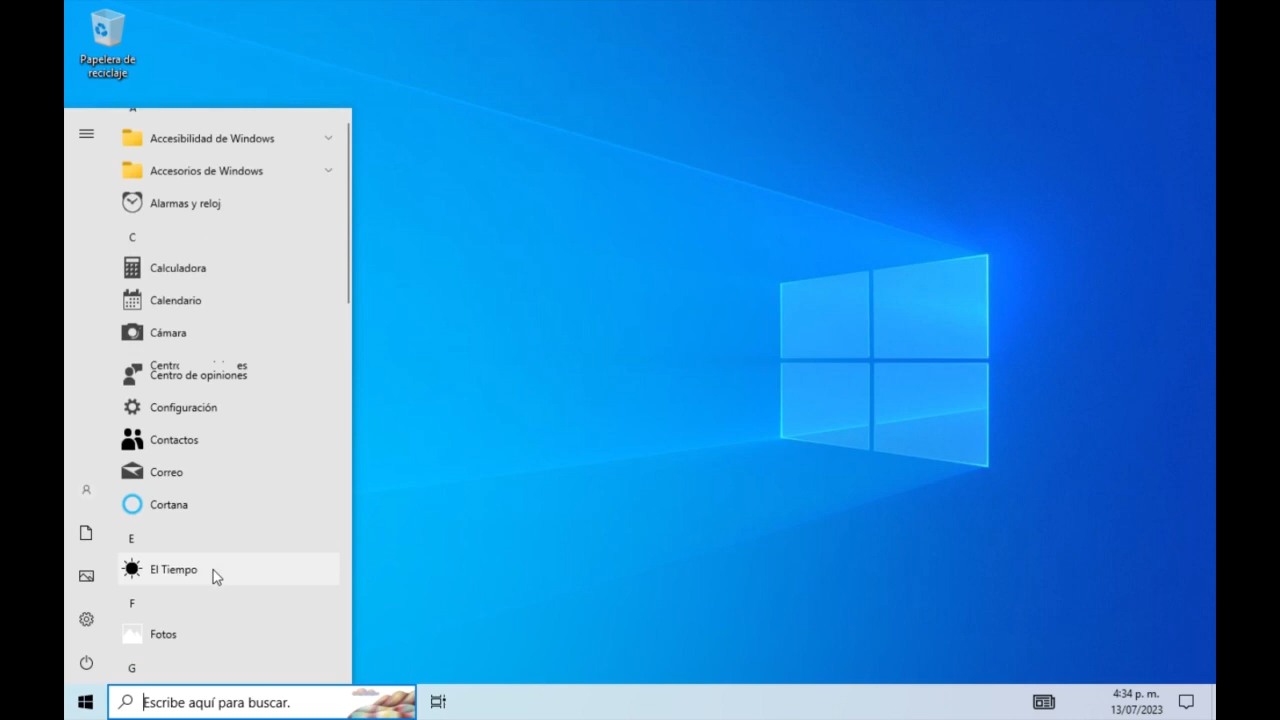 Papelera de
reciclaje
Accesibilidad de Windows
Accesorios de Windows
Alarmas y reloj
C
Calculadora
Calendario
Cámara
Centro de opiniones
Configuración
Contactos
Correo
Cortana
E
El Tiempo
F
Fotos
G
Escribe aquí para buscar.
4:34 p. m.
13/07/2023